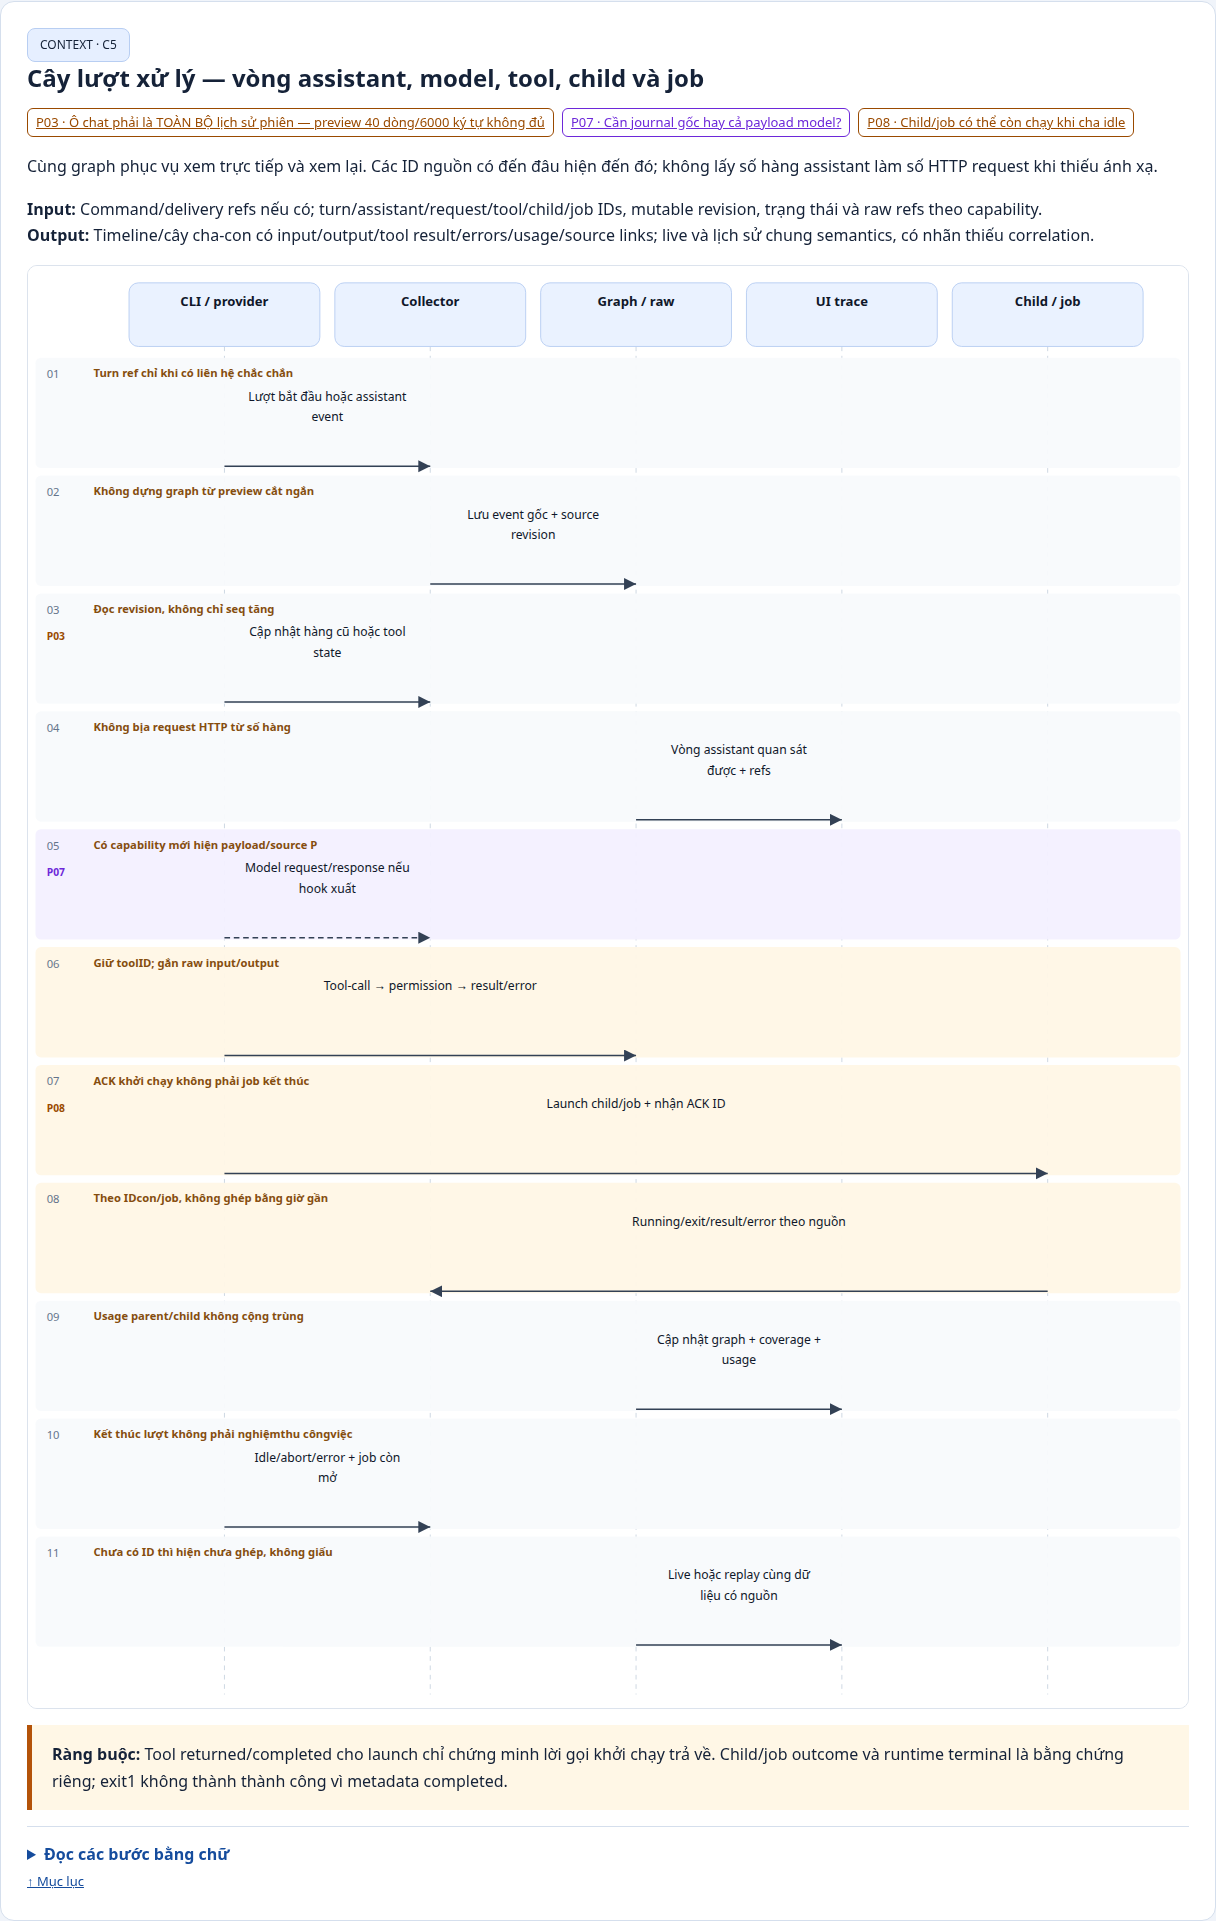 CONTEXT · C5
Cây lượt xử lý — vòng assistant, model, tool, child và job
P03 · Ô chat phải là TOÀN BỘ lịch sử phiên — preview 40 dòng/6000 ký tự không đủ
P07 · Cần journal gốc hay cả payload model?
P08 · Child/job có thể còn chạy khi cha idle
Cùng graph phục vụ xem trực tiếp và xem lại. Các ID nguồn có đến đâu hiện đến đó; không lấy số hàng assistant làm số HTTP request khi thiếu ánh xạ.
Input: Command/delivery refs nếu có; turn/assistant/request/tool/child/job IDs, mutable revision, trạng thái và raw refs theo capability.
Output: Timeline/cây cha-con có input/output/tool result/errors/usage/source links; live và lịch sử chung semantics, có nhãn thiếu correlation.
CLI / provider
Collector
Graph / raw
UI trace
Child / job
01
Turn ref chỉ khi có liên hệ chắc chắn
Lượt bắt đầu hoặc assistant
event
02
Không dựng graph từ preview cắt ngắn
Lưu event gốc + source
revision
03
Đọc revision, không chỉ seq tăng
P03
Cập nhật hàng cũ hoặc tool
state
04
Không bịa request HTTP từ số hàng
Vòng assistant quan sát
được + refs
05
Có capability mới hiện payload/source P
P07
Model request/response nếu
hook xuất
06
Giữ toolID; gắn raw input/output
Tool-call → permission → result/error
07
ACK khởi chạy không phải job kết thúc
P08
Launch child/job + nhận ACK ID
08
Theo IDcon/job, không ghép bằng giờ gần
Running/exit/result/error theo nguồn
09
Usage parent/child không cộng trùng
Cập nhật graph + coverage +
usage
10
Kết thúc lượt không phải nghiệmthu côngviệc
Idle/abort/error + job còn
mở
11
Chưa có ID thì hiện chưa ghép, không giấu
Live hoặc replay cùng dữ
liệu có nguồn
Ràng buộc: Tool returned/completed cho launch chỉ chứng minh lời gọi khởi chạy trả về. Child/job outcome và runtime terminal là bằng chứng
riêng; exit1 không thành thành công vì metadata completed.
▶ Đọc các bước bằng chữ
↑ Mục lục